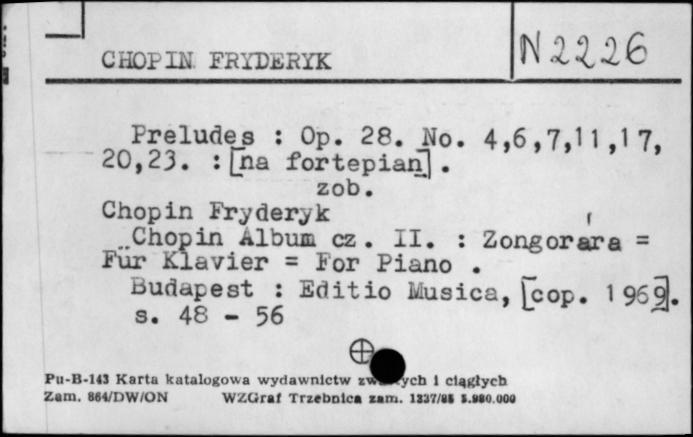 CHOPIN FRYDERYK
N 2226
Preludes : Op. 28. No. 4,6,7,11,17,
20,23. : [na fortepian] .
zob.
Chopin Fryderyk
Chopin Album cz. II. : Zongorára =
Für Klavier = For Piano .
Budapest : Editio Musica, [cop. 1969].
s. 48 - 56
Pu-B-143 Karta katalogowa wydawnictw i ciągłych
Zam. 864/DW/ON WZGraf Trzebnica zam. 1337/85 5.980.000